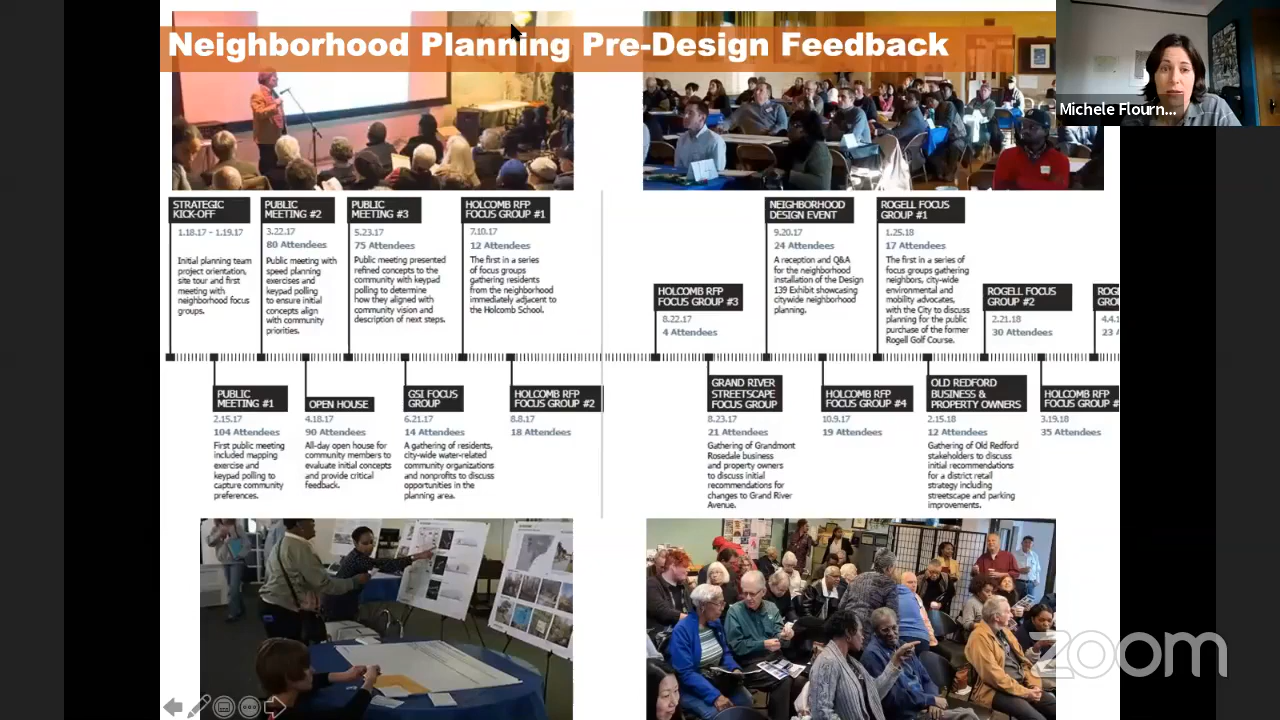 Neighborhood Planning Pre-Design Feedback
Michele Flourn...
STRATEGIC
KICK-OFF
1.18.17 - 1.19.17
Initial planning team
project orientation,
site tour and first
meeting with
neighborhood focus
groups.
PUBLIC
MEETING #2
3.22.17
80 Attendees
Public meeting with
speed planning
exercises and
keypad polling
to ensure initial
concepts align
with community
priorities.
PUBLIC
MEETING #3
5.23.17
75 Attendees
Public meeting presented
refined concepts to the
community with keypad
polling to determine
how they aligned with
community vision and
description of next steps.
HOLCOMB RFP
FOCUS GROUP #1
7.10.17
12 Attendees
The first in a series
of focus groups
gathering residents
from the neighborhood
immediately adjacent to
the Holcomb School.
HOLCOMB RFP
FOCUS GROUP #3
8.22.17
4 Attendees
NEIGHBORHOOD
DESIGN EVENT
9.20.17
24 Attendees
A reception and Q&A
for the neighborhood
installation of the Design
139 Exhibit showcasing
citywide neighborhood
planning.
ROGELL FOCUS
GROUP #1
1.25.18
17 Attendees
The first in a series of
focus groups gathering
neighbors, city-wide
environmental and
mobility advocates,
with the City to discuss
planning for the public
purchase of the former
Rogell Golf Course.
ROGELL FOCUS
GROUP #2
2.21.18
30 Attendees
ROG
GRO
4.4.1
23 A
PUBLIC
MEETING #1
2.15.17
104 Attendees
First public meeting
included mapping
exercise and
keypad polling to
capture community
preferences.
OPEN HOUSE
4.18.17
90 Attendees
All-day open house for
community members to
evaluate initial concepts
and provide critical
feedback.
GSI FOCUS
GROUP
6.21.17
14 Attendees
A gathering of residents,
city-wide water-related
community organizations
and nonprofits to discuss
opportunities in the
planning area.
HOLCOMB RFP
FOCUS GROUP #2
8.8.17
18 Attendees
GRAND RIVER
STREETSCAPE
FOCUS GROUP
8.23.17
21 Attendees
Gathering of Grandmont
Rosedale business
and property owners
to discuss initial
recommendations for
changes to Grand River
Avenue.
HOLCOMB RFP
FOCUS GROUP #4
10.9.17
19 Attendees
OLD REDFORD
BUSINESS &
PROPERTY OWNERS
2.15.18
12 Attendees
Gathering of Old Redford
stakeholders to discuss
initial recommendations
for a district retail
strategy including
streetscape and parking
improvements.
HOLCOMB RFP
FOCUS GROUP #
3.19.18
35 Attendees
zoom